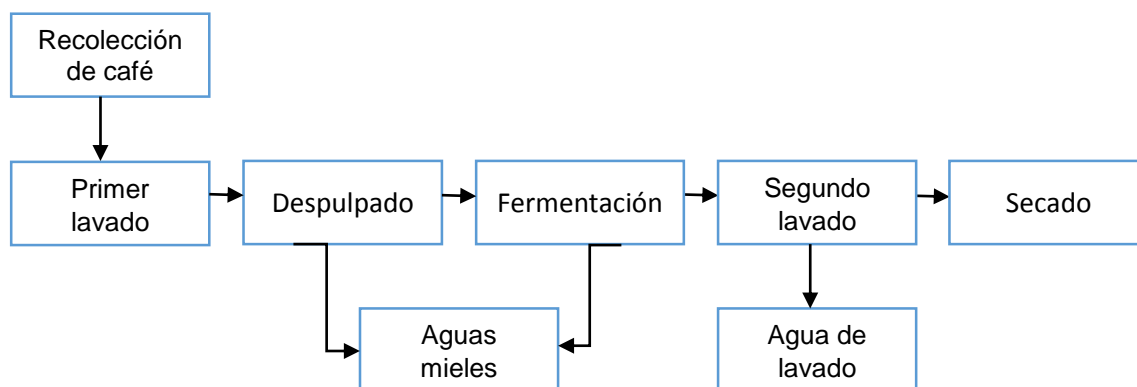 Recolección
de café
Primer
lavado
Despulpado
Fermentación
Segundo
lavado
Secado
Aguas
mieles
Agua de
lavado